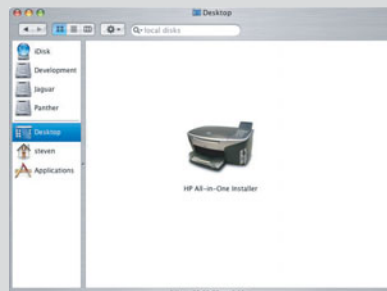 Desktop
local disks
iDisk
Development
Jaguar
Panther
Desktop
steven
Applications
HP All-in-One Installer